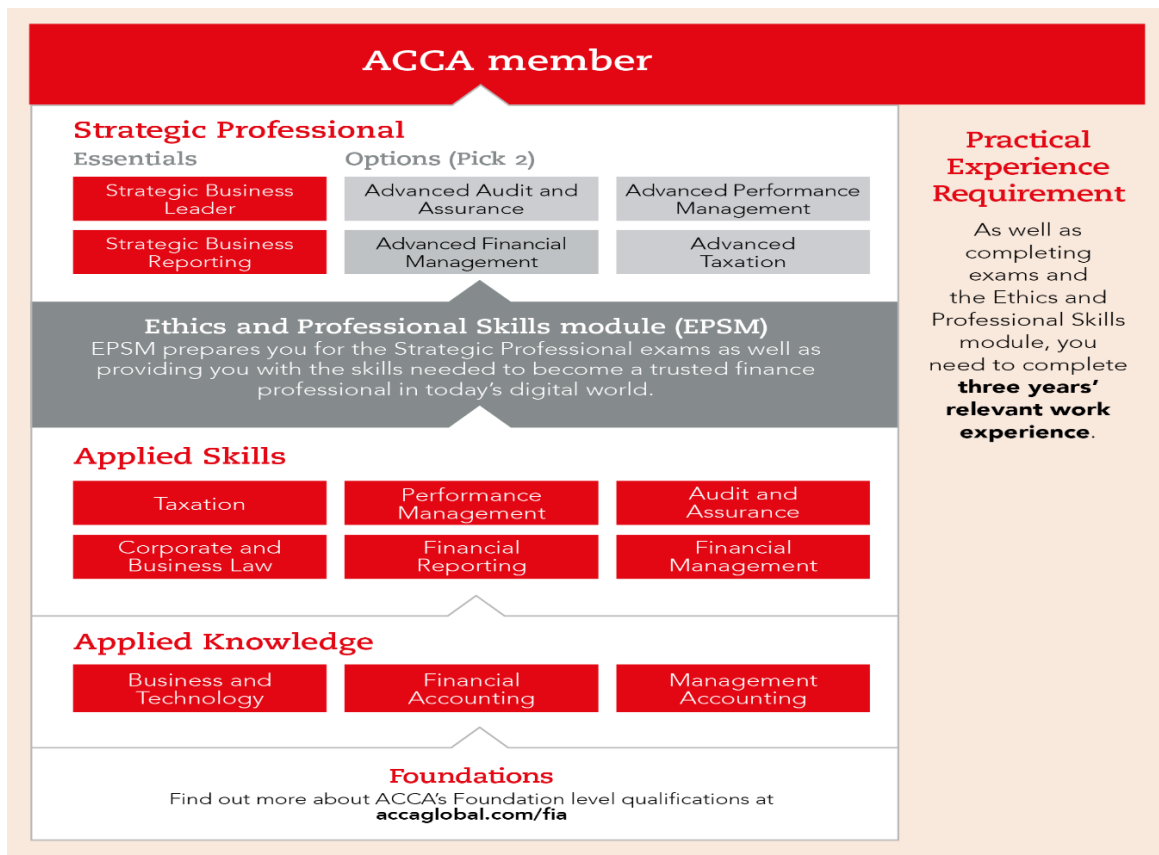 ACCA member
Strategic Professional
Essentials
Options (Pick 2)
Strategic Business
Leader
Advanced Audit and
Assurance
Advanced Performance
Management
Strategic Business
Reporting
Advanced Financial
Management
Advanced
Taxation
Ethics and Professional Skills module (EPSM)
EPSM prepares you for the Strategic Professional exams as well as
providing you with the skills needed to become a trusted finance
professional in today's digital world.
Applied Skills
Taxation
Performance
Management
Audit and
Assurance
Corporate and
Business Law
Financial
Reporting
Financial
Management
Applied Knowledge
Business and
Technology
Financial
Accounting
Management
Accounting
Foundations
Find out more about ACCA's Foundation level qualifications at
accaglobal.com/fia
Practical
Experience
Requirement
As well as
completing
exams and
the Ethics and
Professional Skills
module, you
need to complete
three years'
relevant work
experience.